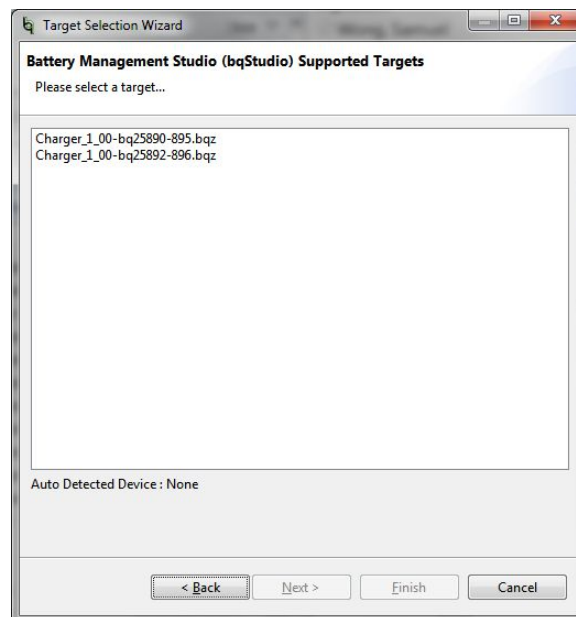 Target Selection Wizard
Battery Management Studio (bqStudio) Supported Targets
Please select a target...
Charger_1_00-bq25890-895.bqz
Charger_1_00-bq25892-896.bqz
Auto Detected Device : None
< Back
Next >
Finish
Cancel